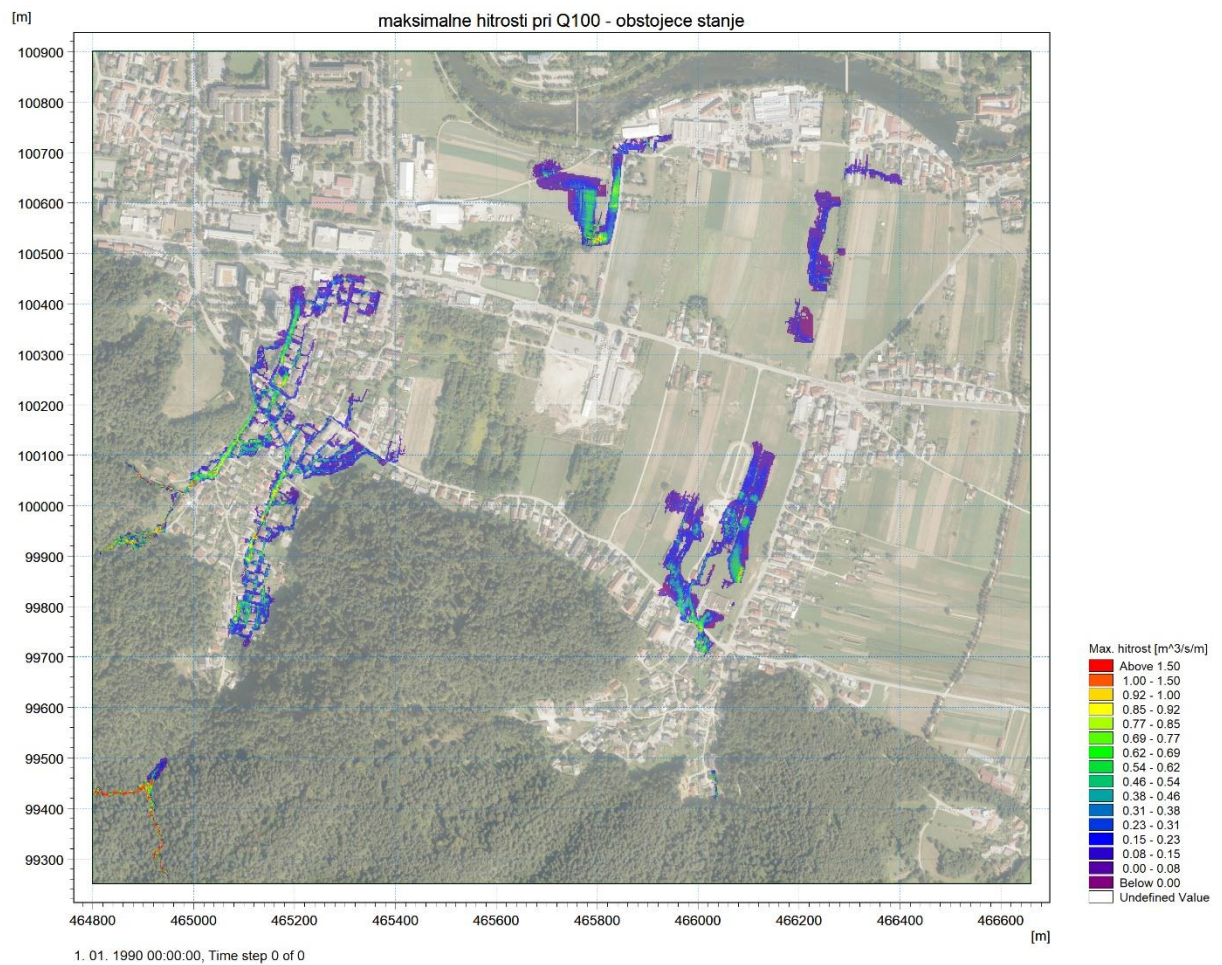 [m]
maksimalne hitrosti pri Q100 - obstojece stanje
100900
100800
100700
100600
100500
100400
100300
100200
100100
100000
99900
99800
99700
99600
99500
99400
99300
Max. hitrost [m^3/s/m]
Above 1.50
1.00 - 1.50
0.92 - 1.00
0.85 - 0.92
0.77 - 0.85
0.69 - 0.77
0.62 - 0.69
0.54 - 0.62
0.46 - 0.54
0.38 - 0.46
0.31 - 0.38
0.23 - 0.31
0.15 - 0.23
0.08 - 0.15
0.00 - 0.08
Below 0.00
Undefined Value
464800 465000 465200 465400 465600 465800 466000 466200 466400 466600
[m]
1. 01. 1990 00:00:00, Time step 0 of 0